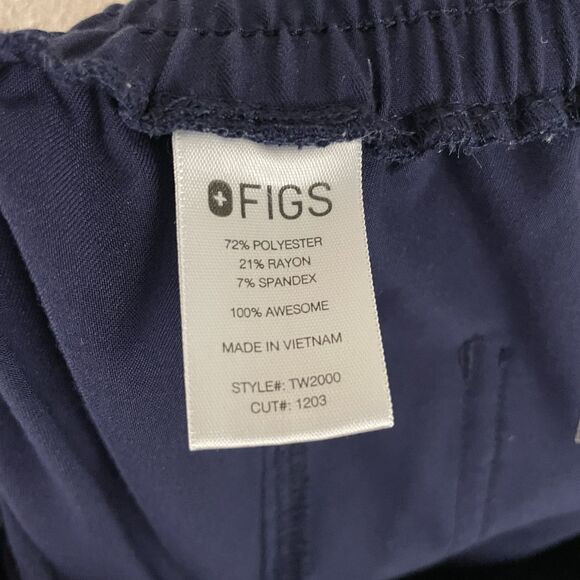 FIGS
72% POLYESTER
21% RAYON
7% SPANDEX
100% AWESOME
MADE IN VIETNAM
STYLE#: TW2000
CUT#: 1203